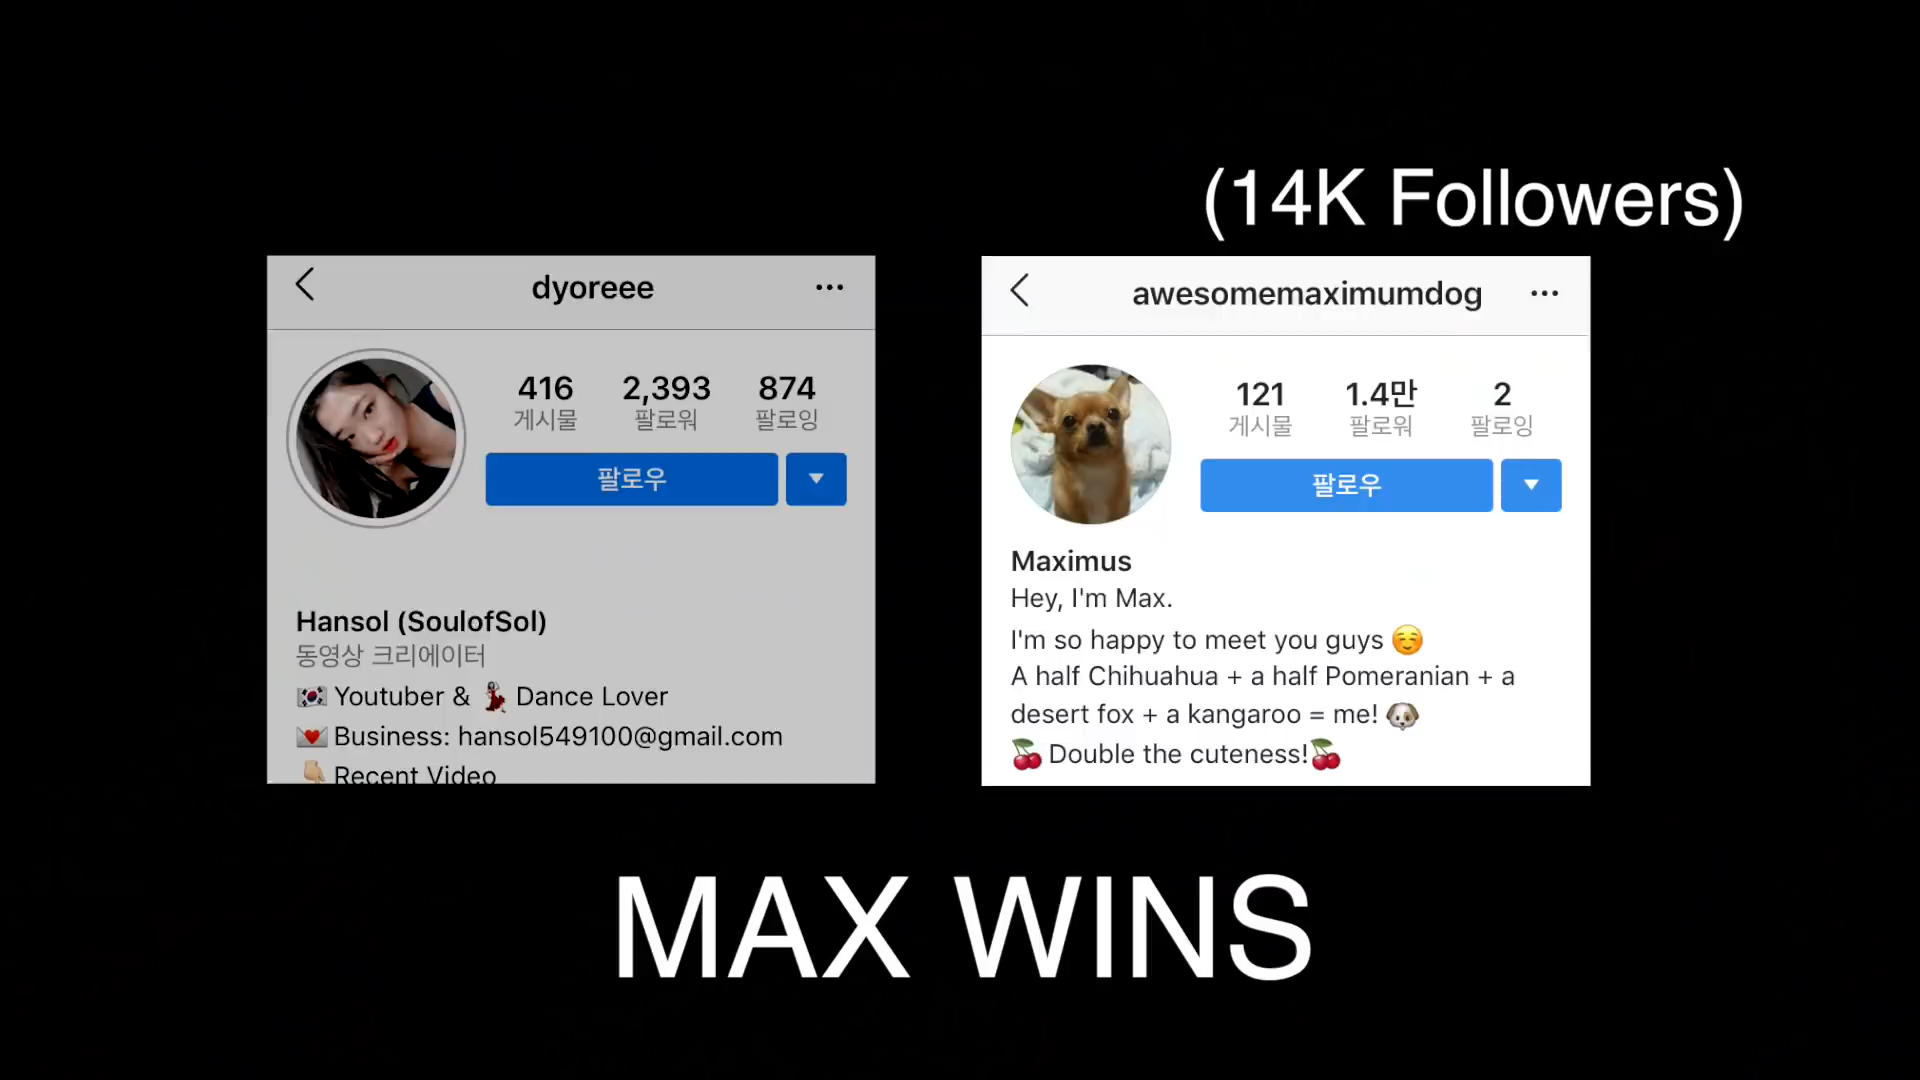 (14K Followers)
dyoreee
416 2,393 874
게시물 팔로워 팔로잉
팔로우
Hansol (SoulofSol)
동영상 크리에이터
🇰🇷 Youtuber & 💃 Dance Lover
💌 Business: hansol549100@gmail.com
👇🏼 Recent Video
awesomemaximumdog
121 1.4만 2
게시물 팔로워 팔로잉
팔로우
Maximus
Hey, I'm Max.
I'm so happy to meet you guys ☺️
A half Chihuahua + a half Pomeranian + a
desert fox + a kangaroo = me! 🐶
🍒 Double the cuteness!🍒
MAX WINS